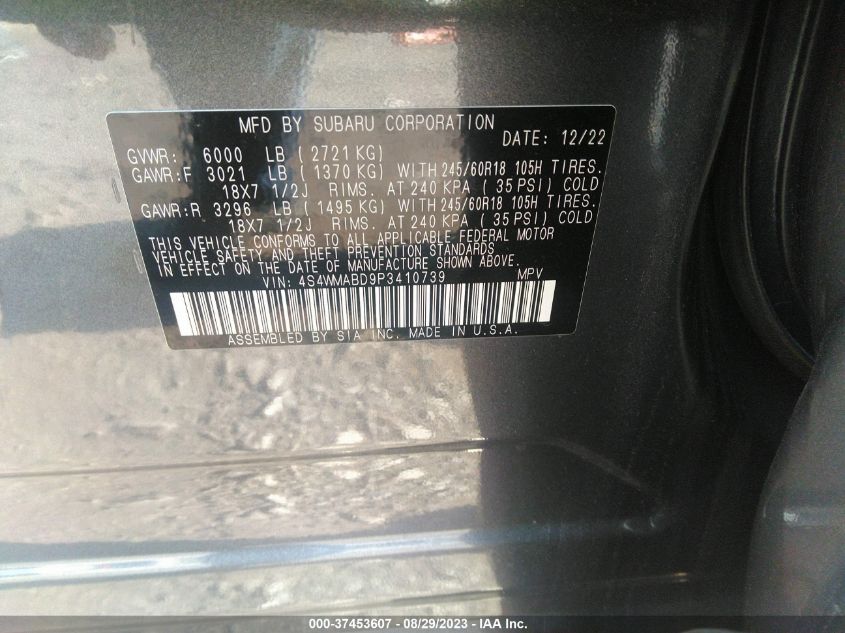 MFD BY SUBARU CORPORATION
DATE: 12/22
GVWR: 6000 LB ( 2721 KG)
GAWR:F 3021 LB ( 1370 KG) WITH 245/60R18 105H TIRES.
18X7 1/2J RIMS. AT 240 KPA ( 35 PSI) COLD
GAWR:R 3296 LB ( 1495 KG) WITH 245/60R18 105H TIRES.
18X7 1/2J RIMS. AT 240 KPA ( 35 PSI) COLD
THIS VEHICLE CONFORMS TO ALL APPLICABLE FEDERAL MOTOR
VEHICLE SAFETY AND THEFT PREVENTION STANDARDS
IN EFFECT ON THE DATE OF MANUFACTURE SHOWN ABOVE.
VIN: 4S4WMABD9P3410739 MPV
ASSEMBLED BY SIA INC. MADE IN U.S.A.
000-37453607 - 08/29/2023 - IAA Inc.